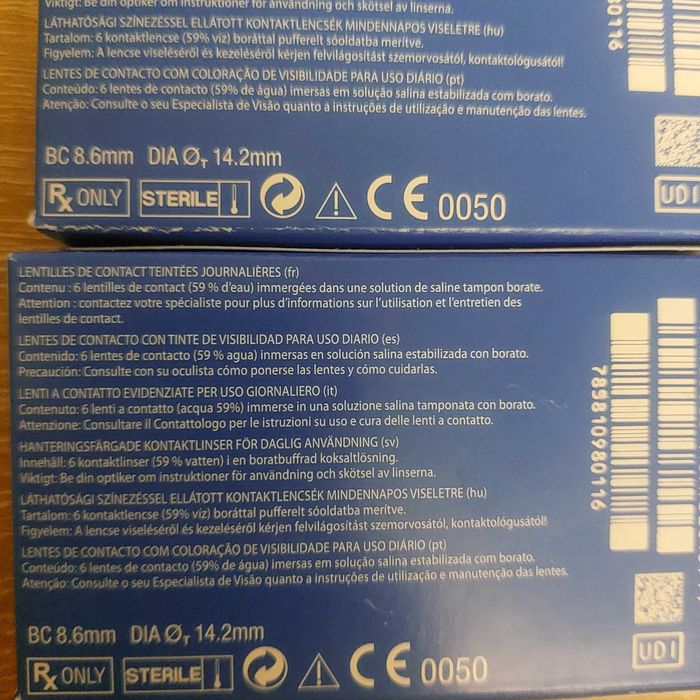 Viktigt: Be din optiker om instruktioner för användning och skötsel av linserna.
LÁTHATÓSÁGI SZÍNEZÉSSEL ELLÁTOTT KONTAKTLENCSÉK MINDENNAPOS VISELETRE (hu)
Tartalom: 6 kontaktlencse (59% víz) boráttal pufferelt sóoldatba merítve.
Figyelem: A lencse viseléséről és kezeléséről kérjen felvilágosítást szemorvosától, kontaktológusától!
LENTES DE CONTACTO COM COLORAÇÃO DE VISIBILIDADE PARA USO DIÁRIO (pt)
Conteúdo: 6 lentes de contacto (59% de água) imersas em solução salina estabilizada com borato.
Atenção: Consulte o seu Especialista de Visão quanto a instruções de utilização e manutenção das lentes.
80116
BC 8.6mm DIA Ø_T 14.2mm
Rx ONLY STERILE CE 0050
UDI
LENTILLES DE CONTACT TEINTÉES JOURNALIÈRES (fr)
Contenu : 6 lentilles de contact (59 % d'eau) immergées dans une solution de saline tampon borate.
Attention : contactez votre spécialiste pour plus d'informations sur l'utilisation et l'entretien des
lentilles de contact.
LENTES DE CONTACTO CON TINTE DE VISIBILIDAD PARA USO DIARIO (es)
Contenido: 6 lentes de contacto (59 % agua) inmersas en solución salina estabilizada con borato.
Precaución: Consulte con su oculista cómo ponerse las lentes y cómo cuidarlas.
LENTI A CONTATTO EVIDENZIATE PER USO GIORNALIERO (it)
Contenuto: 6 lenti a contatto (acqua 59%) immerse in una soluzione salina tamponata con borato.
Attenzione: Consultare il Contattologo per le istruzioni su uso e cura delle lenti a contatto.
HANTERINGSFÄRGADE KONTAKTLINSER FÖR DAGLIG ANVÄNDNING (sv)
Innehåll: 6 kontaktlinser (59 % vatten) i en boratbuffrad koksaltlösning.
Viktigt: Be din optiker om instruktioner för användning och skötsel av linserna.
LÁTHATÓSÁGI SZÍNEZÉSSEL ELLÁTOTT KONTAKTLENCSÉK MINDENNAPOS VISELETRE (hu)
Tartalom: 6 kontaktlencse (59% víz) boráttal pufferelt sóoldatba merítve.
Figyelem: A lencse viseléséről és kezeléséről kérjen felvilágosítást szemorvosától, kontaktológusától!
LENTES DE CONTACTO COM COLORAÇÃO DE VISIBILIDADE PARA USO DIÁRIO (pt)
Conteúdo: 6 lentes de contacto (59% de água) imersas em solução salina estabilizada com borato.
Atenção: Consulte o seu Especialista de Visão quanto a instruções de utilização e manutenção das lentes.
789810980116
BC 8.6mm DIA Ø_T 14.2mm
Rx ONLY STERILE CE 0050
UDI